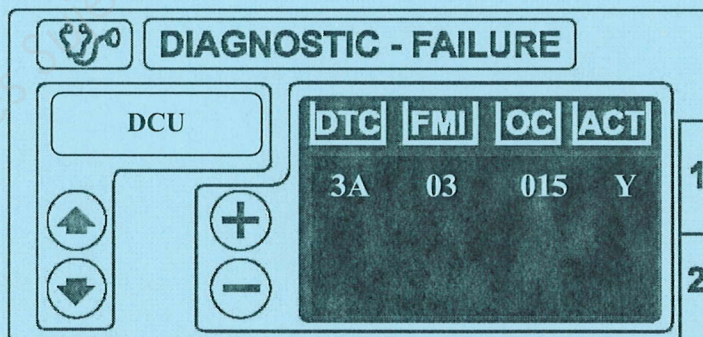 DIAGNOSTIC - FAILURE
DCU
DTC FMI OC ACT
3A 03 015 Y
1
2